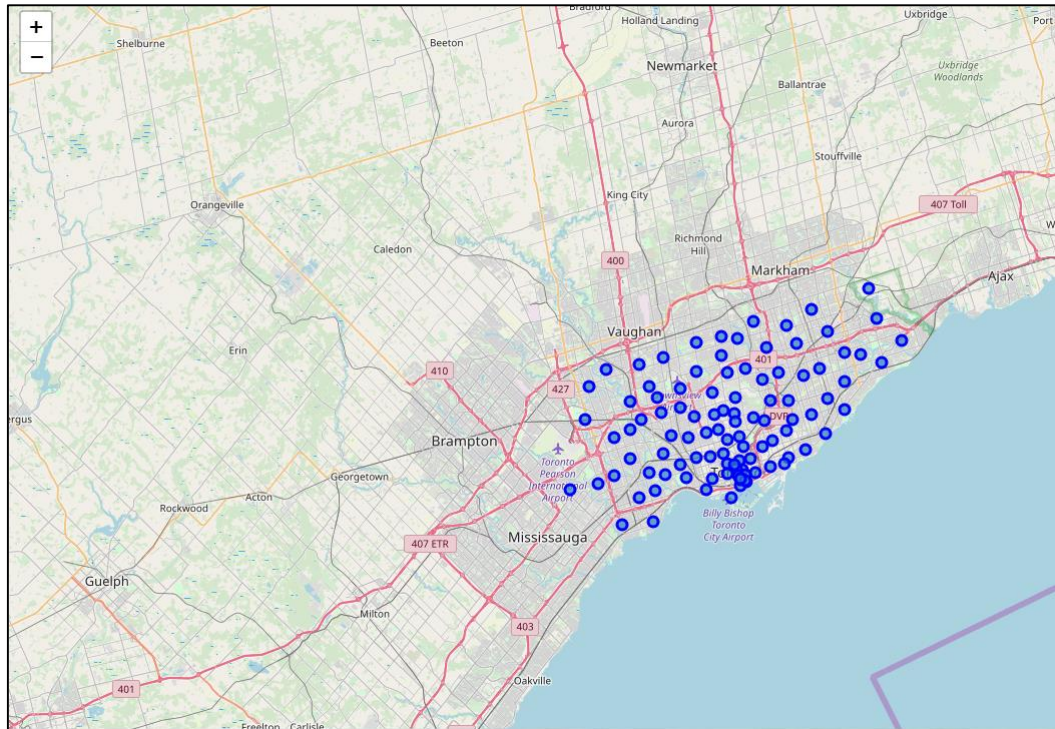 +
−
Shelburne
Beeton
Bradford
Holland Landing
Uxbridge
Port
Newmarket
Uxbridge
Woodlands
Ballantrae
Aurora
Stouffville
King City
Orangeville
407 Toll
Caledon
Richmond
Hill
400
Markham
Ajax
Vaughan
Erin
410
401
427
DVP
Brampton
Toronto
Pearson
International
Airport
Georgetown
Acton
Rockwood
Billy Bishop
Toronto
City Airport
Mississauga
407 ETR
Guelph
Milton
403
Oakville
401
Freelton
Carlisle